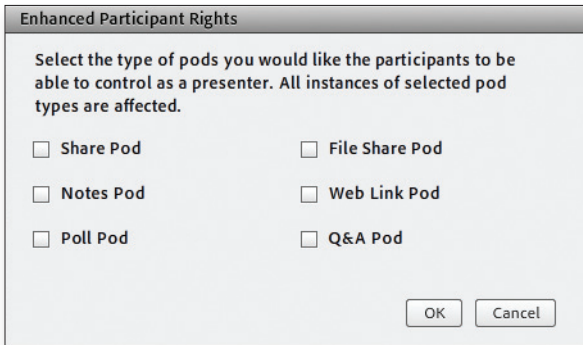 Enhanced Participant Rights
Select the type of pods you would like the participants to be
able to control as a presenter. All instances of selected pod
types are affected.
Share Pod
File Share Pod
Notes Pod
Web Link Pod
Poll Pod
Q&A Pod
OK
Cancel